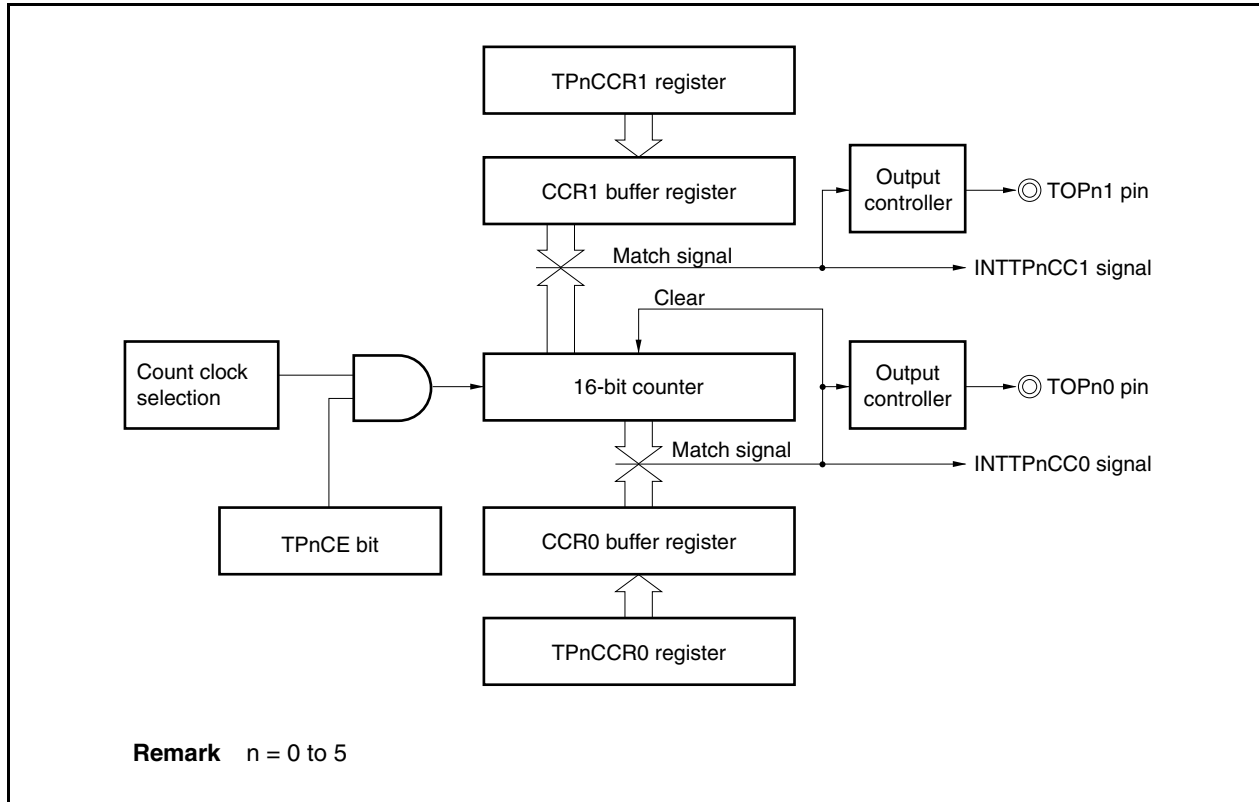 TPnCCR1 register
CCR1 buffer register
Output
controller
TOPn1 pin
Match signal
INTTPnCC1 signal
Clear
Count clock
selection
16-bit counter
Output
controller
TOPn0 pin
Match signal
INTTPnCC0 signal
TPnCE bit
CCR0 buffer register
TPnCCR0 register
Remark n = 0 to 5